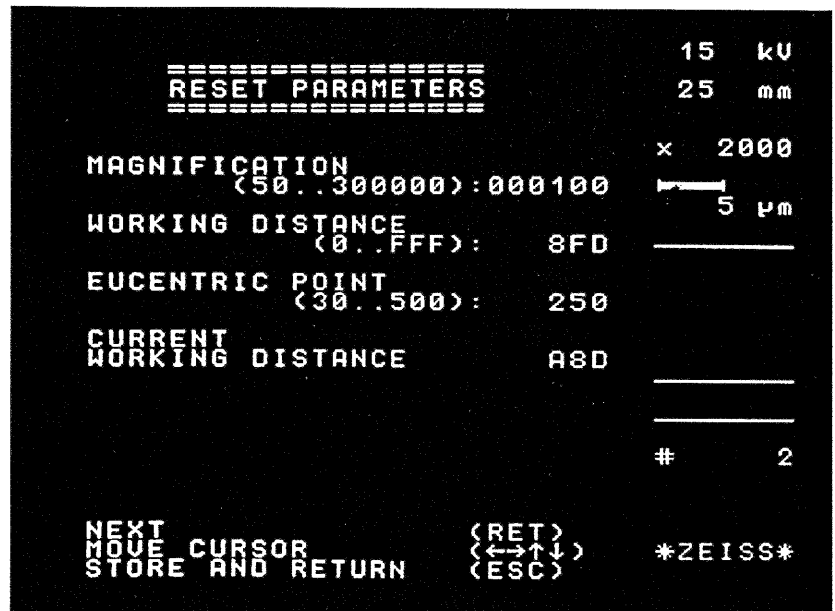 ================
RESET PARAMETERS
================
MAGNIFICATION
(50..300000):000100
WORKING DISTANCE
(0..FFF): 8FD
EUCENTRIC POINT
(30..500): 250
CURRENT
WORKING DISTANCE A8D
NEXT (RET)
MOVE CURSOR (←→↑↓)
STORE AND RETURN (ESC)
15 kV
25 mm
× 2000
5 µm
# 2
*ZEISS*